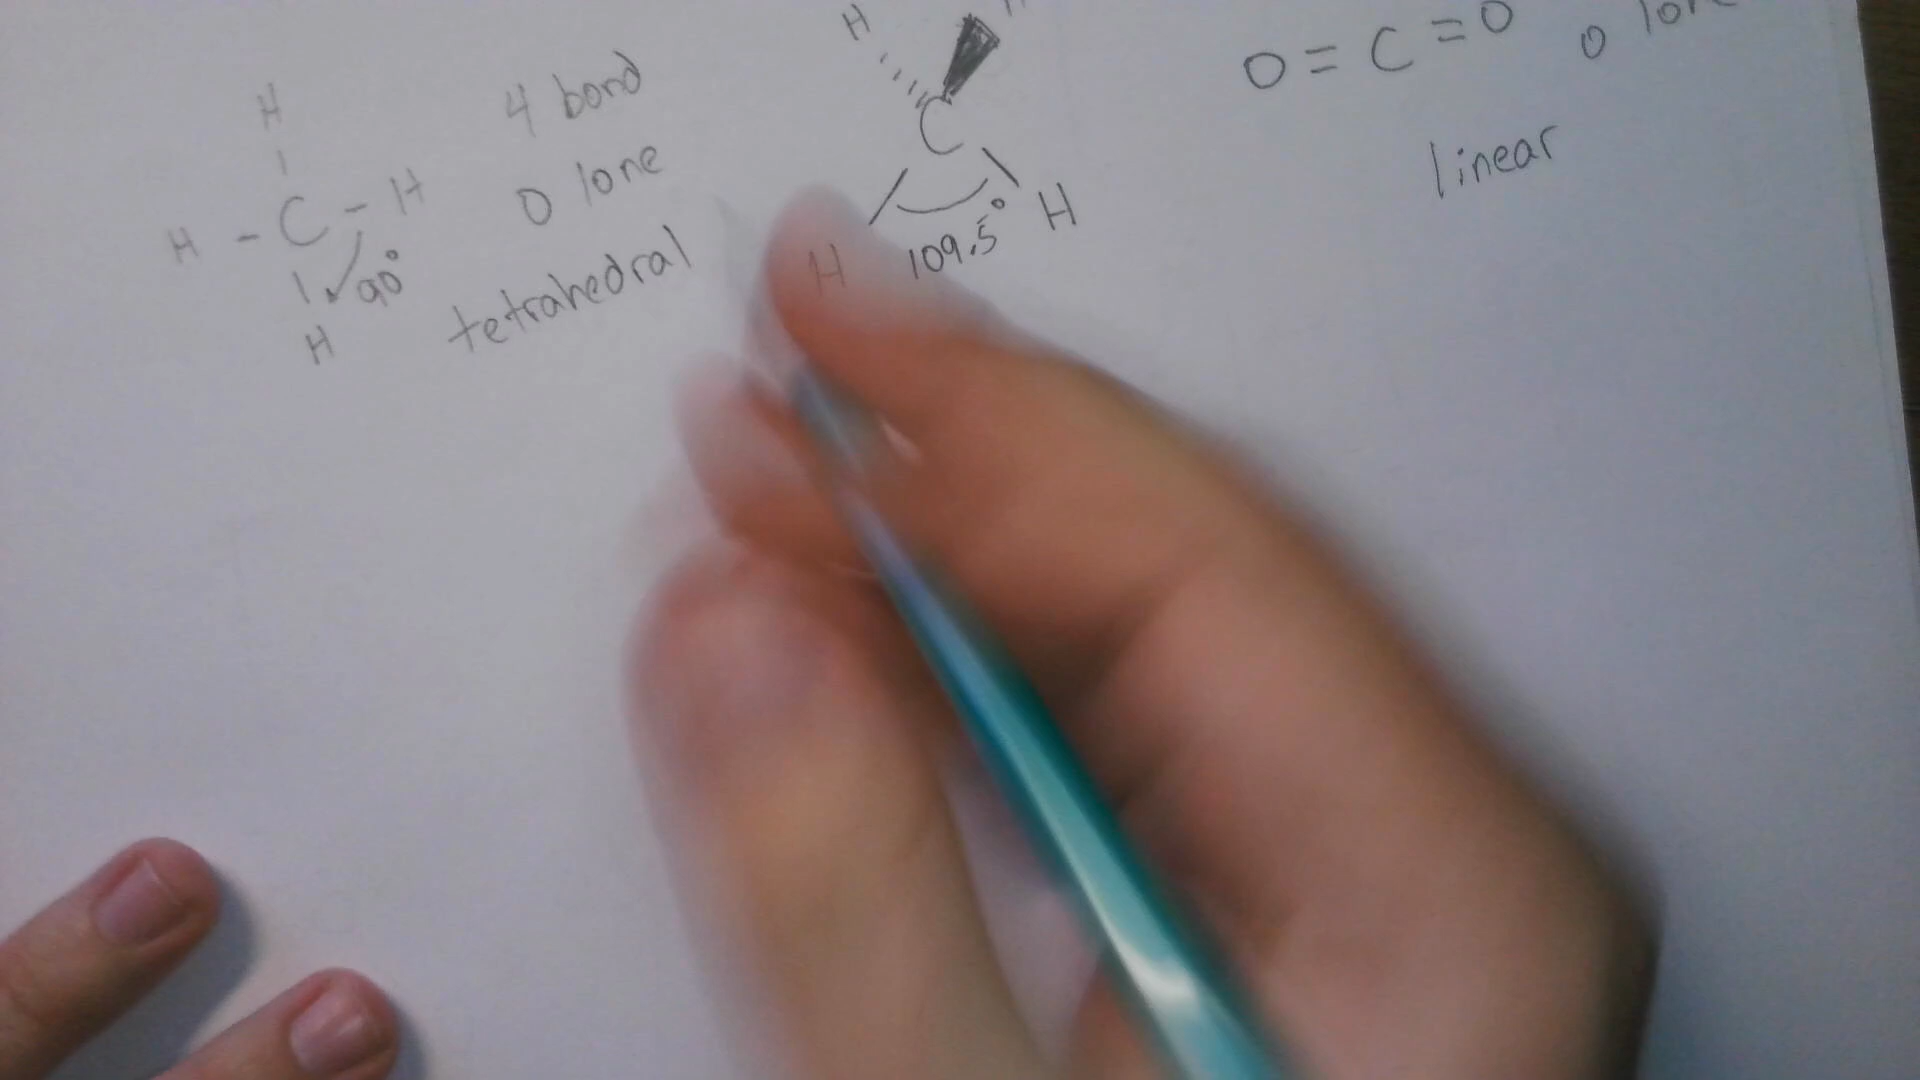 H
H - C - H
H
90°
4 bond
0 lone
tetrahedral
H
C
H
H
109.5°
O = C = O
0
linear